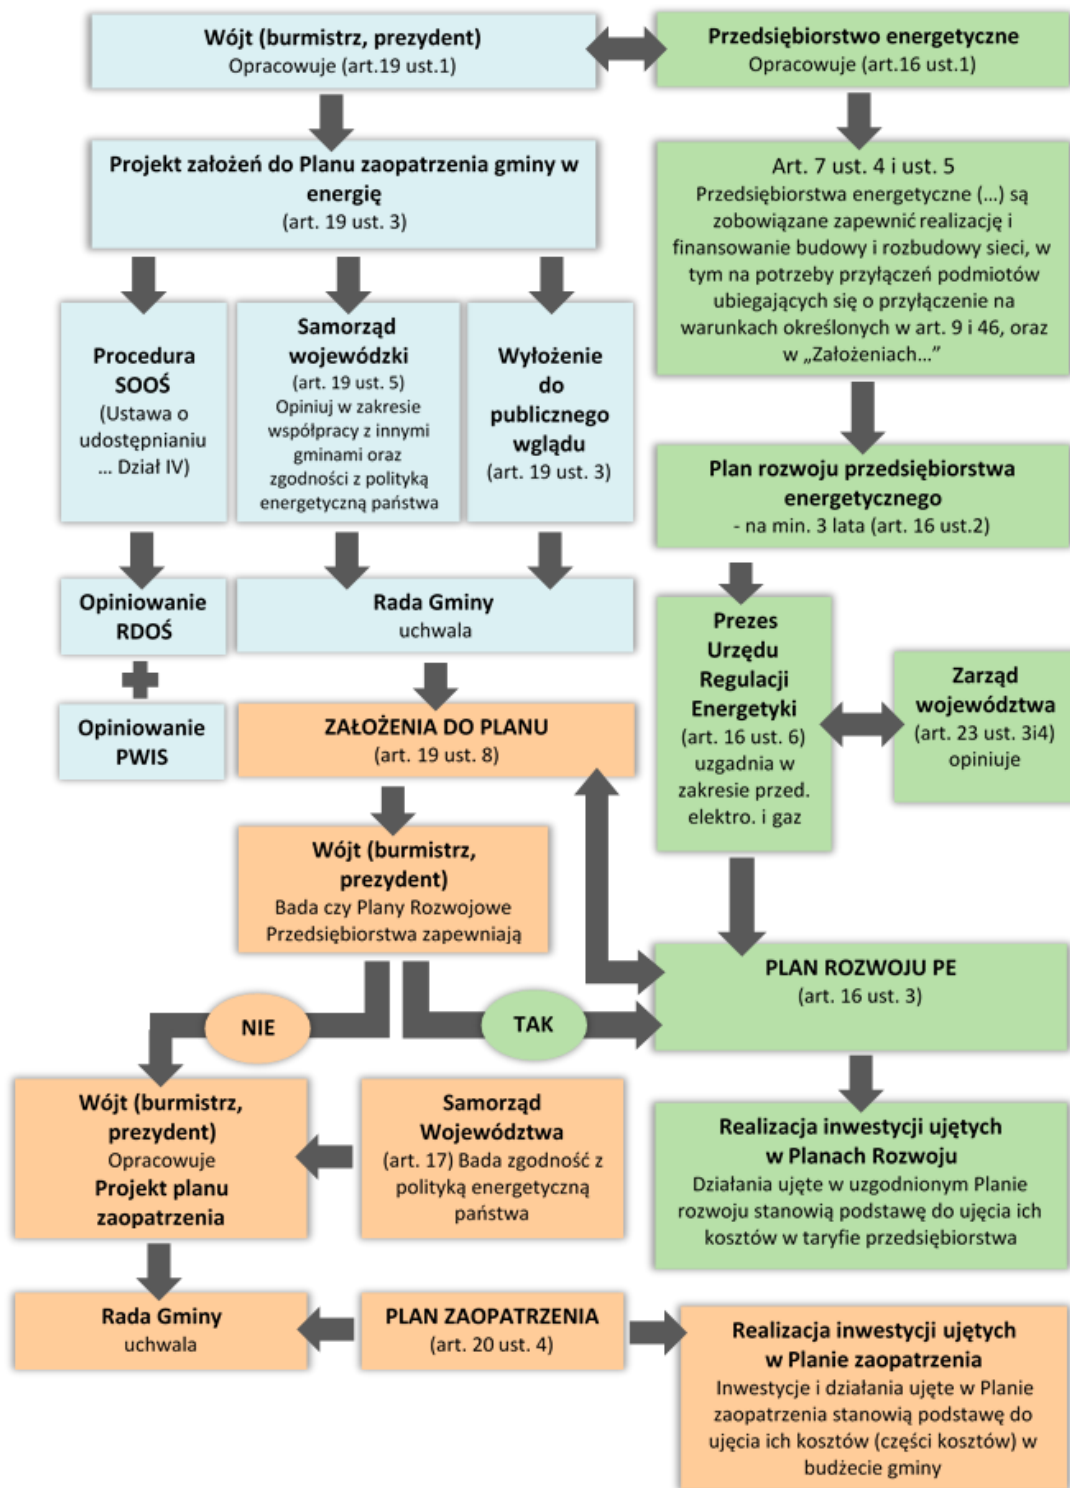 Wójt (burmistrz, prezydent)
Opracowuje (art.19 ust.1)
Przedsiębiorstwo energetyczne
Opracowuje (art.16 ust.1)
Projekt założeń do Planu zaopatrzenia gminy w
energię
(art. 19 ust. 3)
Art. 7 ust. 4 i ust. 5
Przedsiębiorstwa energetyczne (...) są
zobowiązane zapewnić realizację i
finansowanie budowy i rozbudowy sieci, w
tym na potrzeby przyłączeń podmiotów
ubiegających się o przyłączenie na
warunkach określonych w art. 9 i 46, oraz
w „Założeniach...”
Procedura
SOOŚ
(Ustawa o
udostępnianiu
... Dział IV)
Samorząd
wojewódzki
(art. 19 ust. 5)
Opiniuj w zakresie
współpracy z innymi
gminami oraz
zgodności z polityką
energetyczną państwa
Wyłożenie
do
publicznego
wglądu
(art. 19 ust. 3)
Plan rozwoju przedsiębiorstwa
energetycznego
- na min. 3 lata (art. 16 ust.2)
Opiniowanie
RDOŚ
Rada Gminy
uchwala
Prezes
Urzędu
Regulacji
Energetyki
(art. 16 ust. 6)
uzgadnia w
zakresie przed.
elektro. i gaz
Zarząd
województwa
(art. 23 ust. 3i4)
opiniuje
Opiniowanie
PWIS
ZAŁOŻENIA DO PLANU
(art. 19 ust. 8)
Wójt (burmistrz,
prezydent)
Bada czy Plany Rozwojowe
Przedsiębiorstwa zapewniają
PLAN ROZWOJU PE
(art. 16 ust. 3)
NIE
TAK
Wójt (burmistrz,
prezydent)
Opracowuje
Projekt planu
zaopatrzenia
Samorząd
Województwa
(art. 17) Bada zgodność z
polityką energetyczną
państwa
Realizacja inwestycji ujętych
w Planach Rozwoju
Działania ujęte w uzgodnionym Planie
rozwoju stanowią podstawę do ujęcia ich
kosztów w taryfie przedsiębiorstwa
Rada Gminy
uchwala
PLAN ZAOPATRZENIA
(art. 20 ust. 4)
Realizacja inwestycji ujętych
w Planie zaopatrzenia
Inwestycje i działania ujęte w Planie
zaopatrzenia stanowią podstawę do
ujęcia ich kosztów (części kosztów) w
budżecie gminy